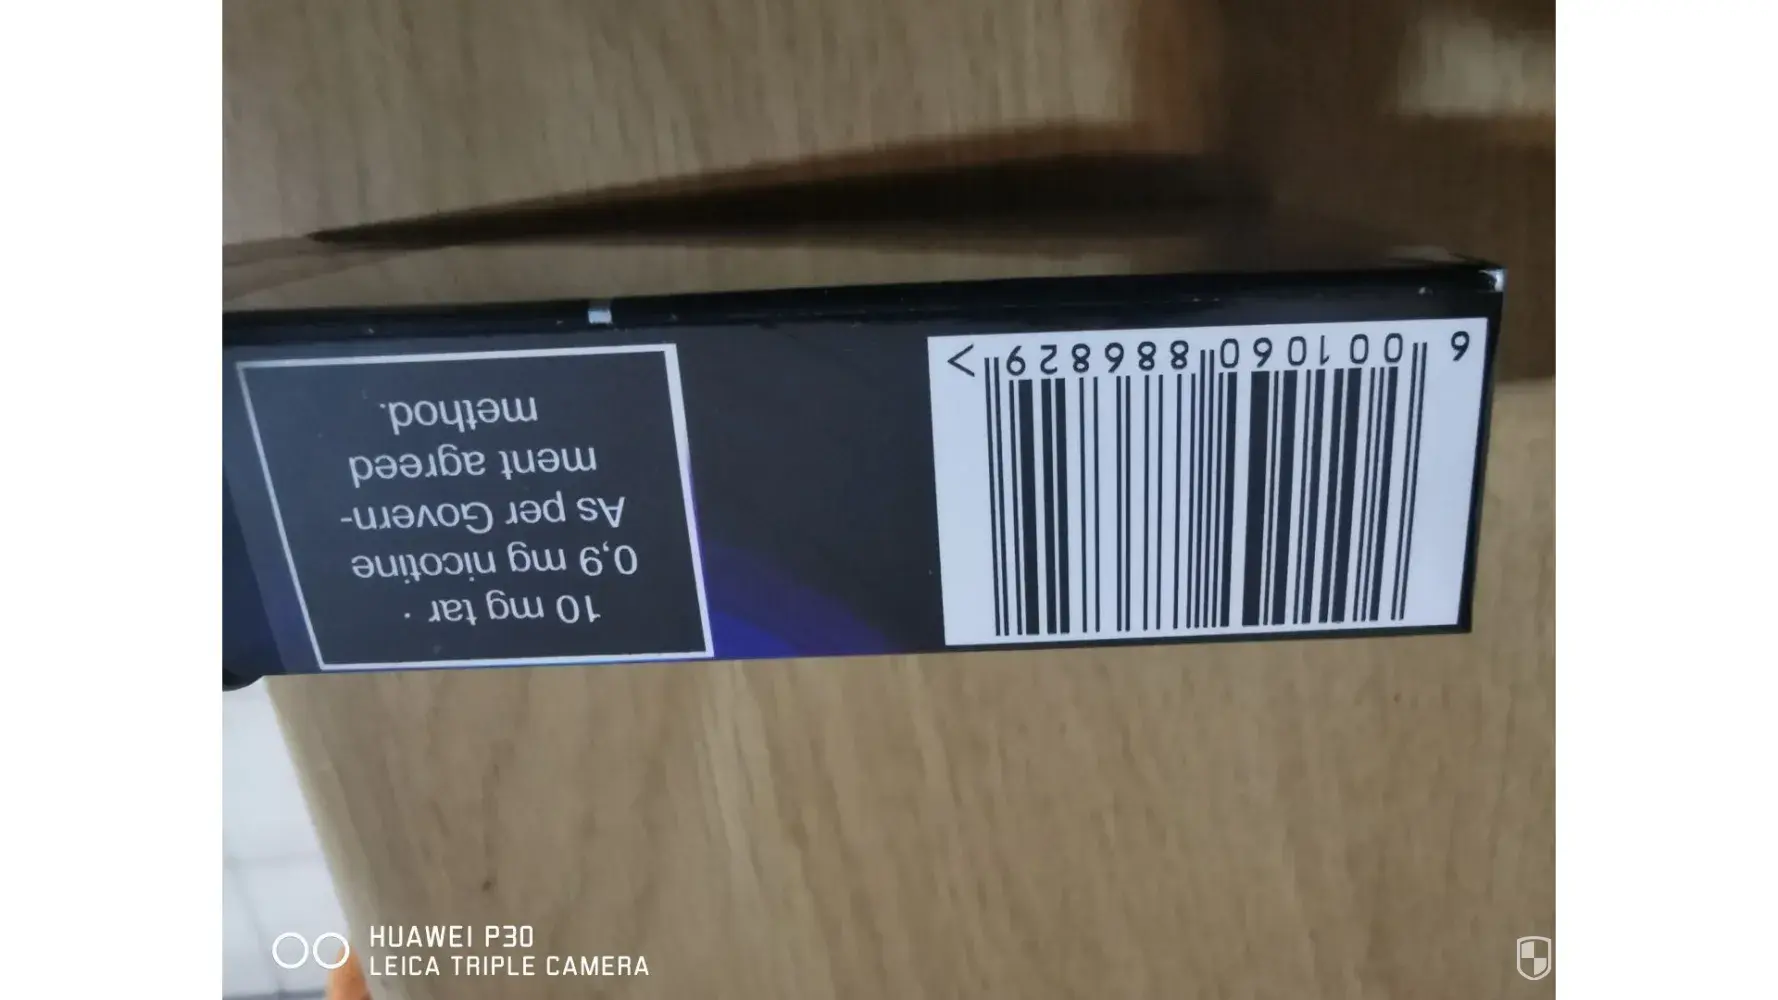 10 mg tar ·
0,9 mg nicotine
As per Govern-
ment agreed
method.
6 001060 886829 >
HUAWEI P30
LEICA TRIPLE CAMERA